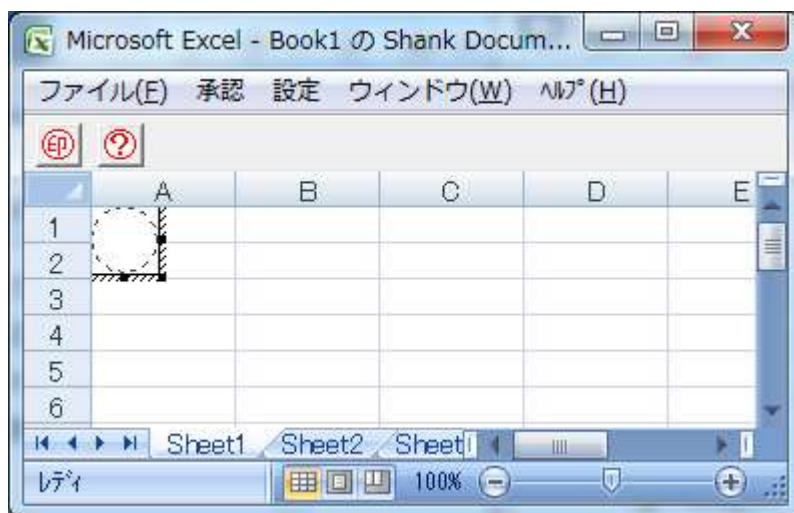 Microsoft Excel - Book1 の Shank Docum...
ファイル(F) 承認 設定 ウィンドウ(W) ﾍﾙﾌﾟ(H)
印 ?
A B C D E
1
2
3
4
5
6
Sheet1 Sheet2 Sheet
ﾚﾃﾞｨ 100%